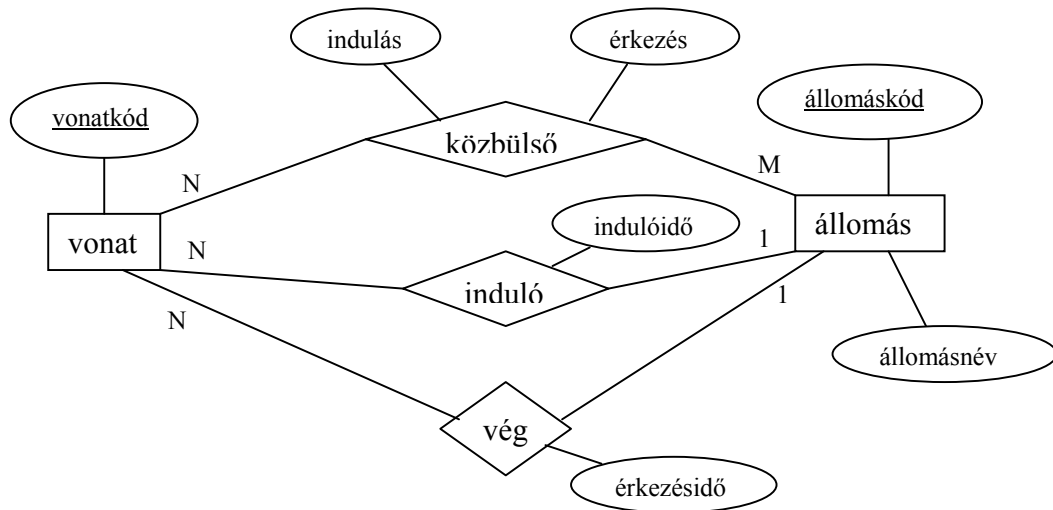 indulás
érkezés
vonatkód
állomáskód
közbülső
N
M
vonat
állomás
indulóidő
N
1
induló
1
N
állomásnév
vég
érkezésidő